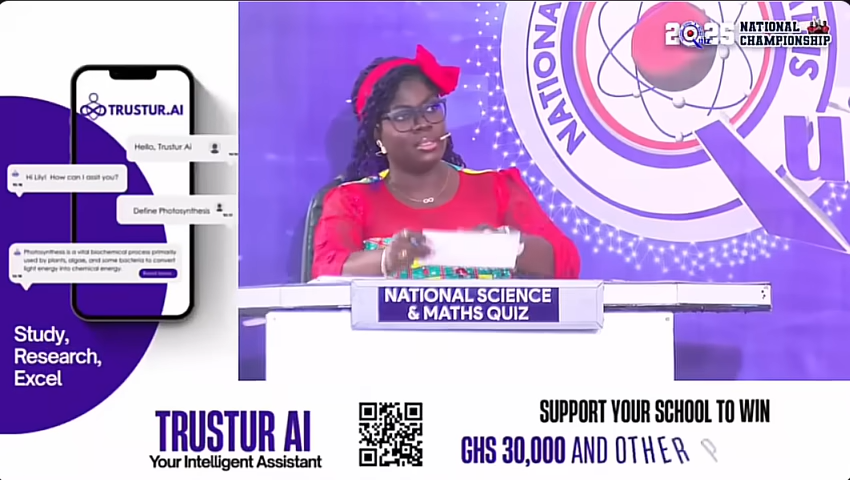 2025 NATIONAL
CHAMPIONSHIP
NATIONAL
TRUSTUR.AI
Hello, Trustur Ai
Hi Lily! How can I assit you?
Define Photosynthesis
Photosynthesis is a vital biochemical process primarily
used by plants, algae, and some bacteria to convert
light energy into chemical energy.
NATIONAL SCIENCE
& MATHS QUIZ
Study,
Research,
Excel
TRUSTUR AI
Your Intelligent Assistant
SUPPORT YOUR SCHOOL TO WIN
GHS 30,000 AND OTHER P